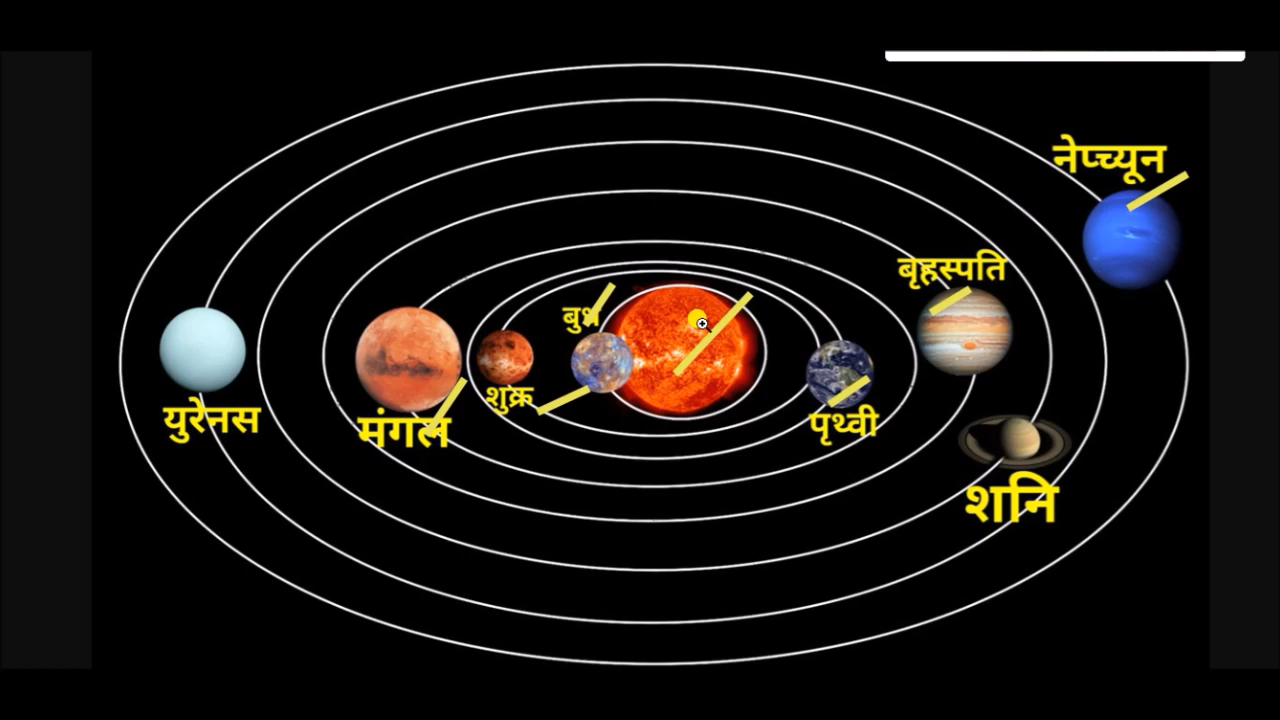 नेप्च्यून
बृहस्पति
बुध
शुक्र
युरेनस
मंगल
पृथ्वी
शनि